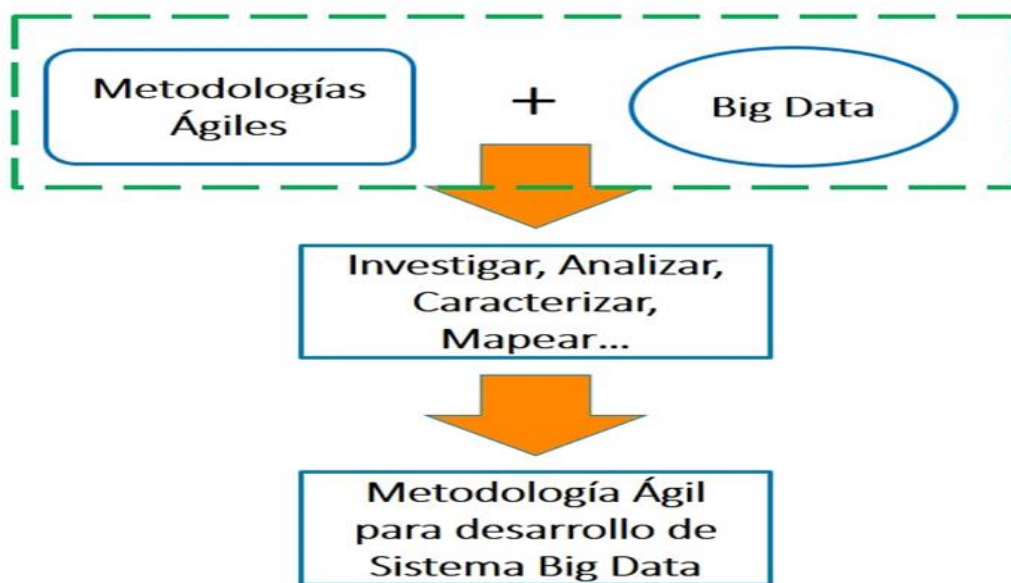 Metodologías
Ágiles
+
Big Data
Investigar, Analizar,
Caracterizar,
Mapear...
Metodología Ágil
para desarrollo de
Sistema Big Data